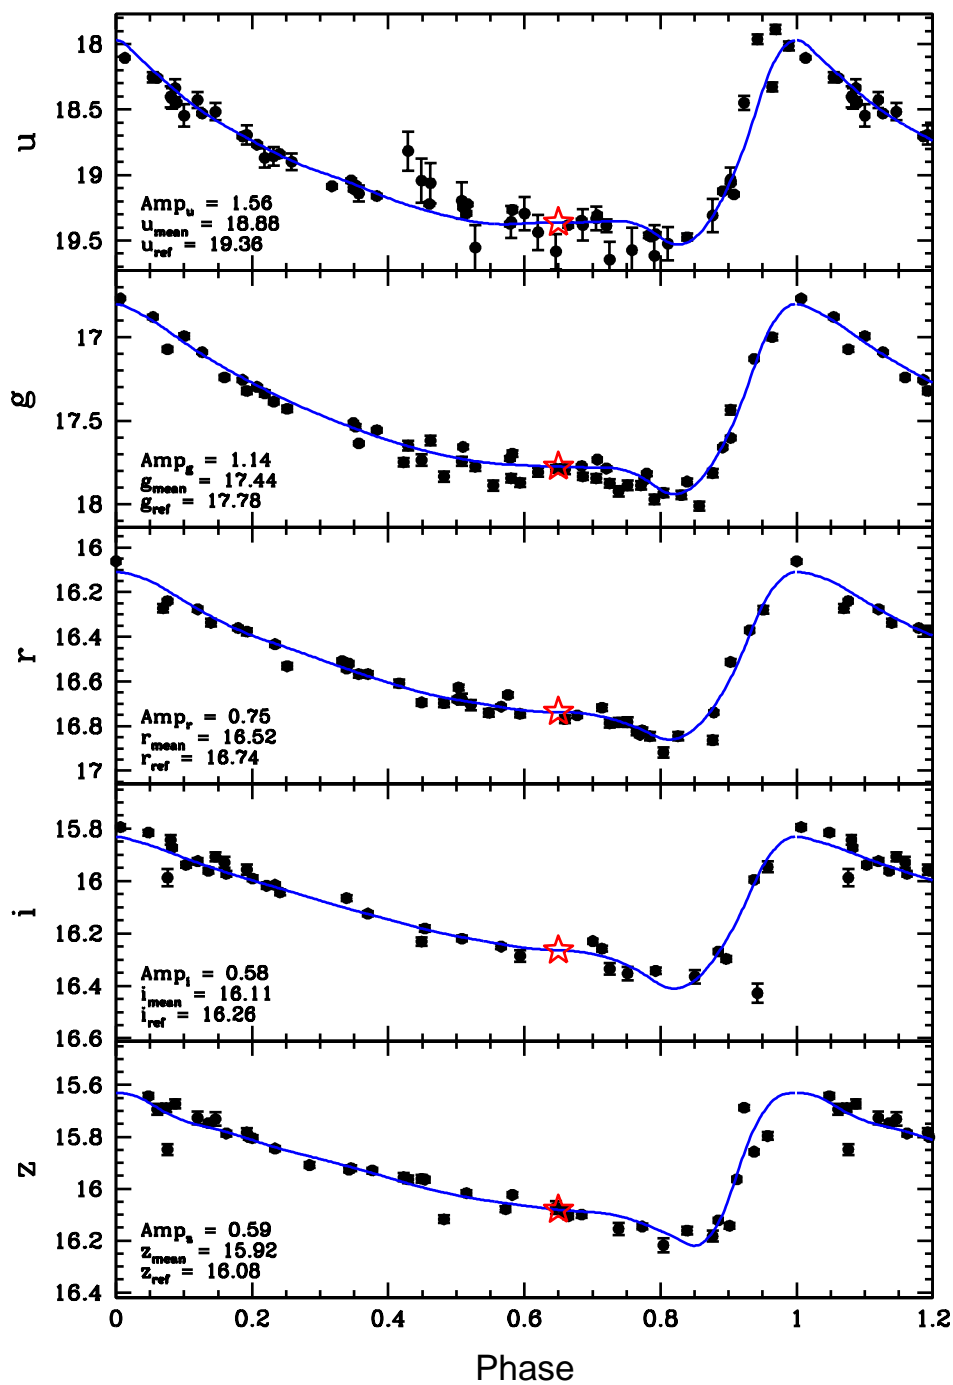 18
18.5
19
19.5
u
Amp_u = 1.56
u_mean = 18.88
u_ref = 19.36
17
17.5
18
g
Amp_g = 1.14
g_mean = 17.44
g_ref = 17.78
16
16.2
16.4
16.6
16.8
17
r
Amp_r = 0.75
r_mean = 16.52
r_ref = 16.74
15.8
16
16.2
16.4
16.6
i
Amp_i = 0.58
i_mean = 16.11
i_ref = 16.26
15.6
15.8
16
16.2
16.4
z
Amp_z = 0.59
z_mean = 15.92
z_ref = 16.08
0 0.2 0.4 0.6 0.8 1 1.2
Phase